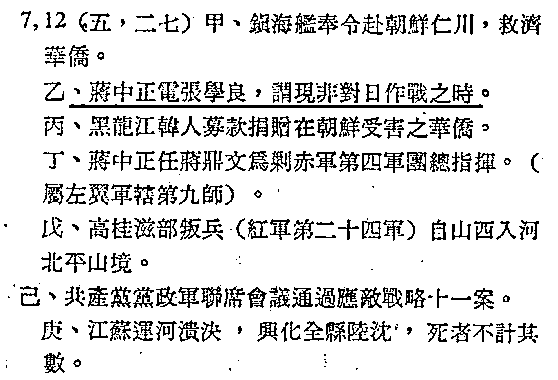 7,12（五，二七）甲、鎮海艦奉令赴朝鮮仁川，救濟
華僑。
乙、蔣中正電張學良，謂現非對日作戰之時。
丙、黑龍江韓人募款捐贈在朝鮮受害之華僑。
丁、蔣中正任蔣鼎文爲剿赤軍第四軍團總指揮。（
屬左翼軍轄第九師）。
戊、高桂滋部叛兵（紅軍第二十四軍）自山西入河
北平山境。
己、共產黨黨政軍聯席會議通過應敵戰略十一案。
庚、江蘇運河潰決，興化全縣陸沈，死者不計其
數。